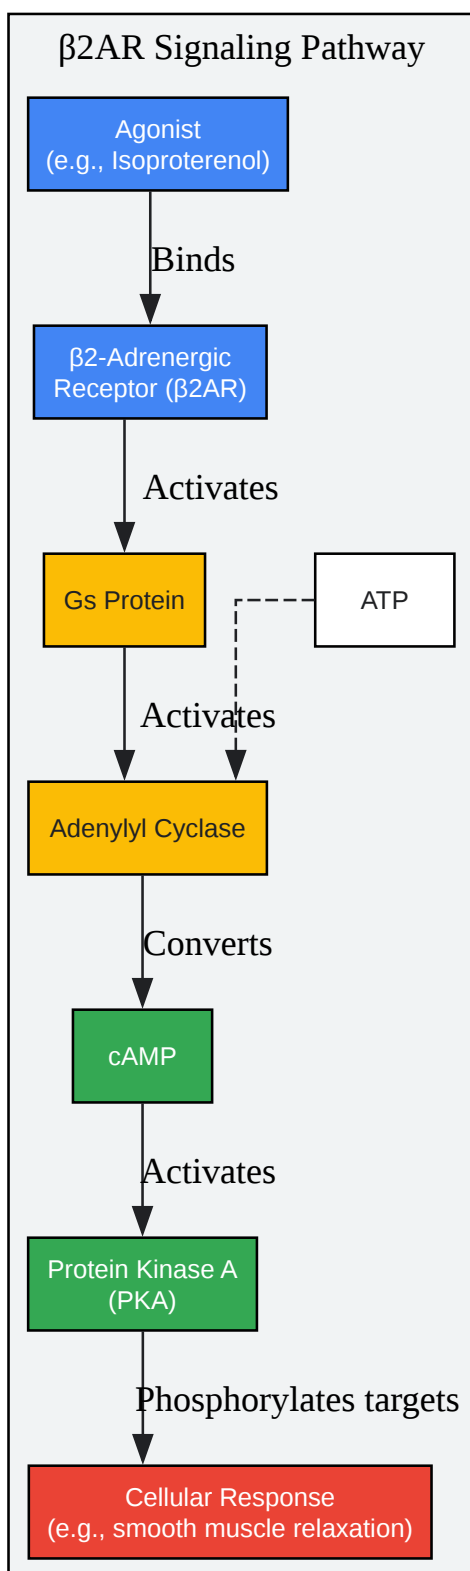 β2AR Signaling Pathway
Agonist
(e.g., Isoproterenol)
Binds
β2-Adrenergic
Receptor (β2AR)
Activates
Gs Protein
ATP
Activates
Adenylyl Cyclase
Converts
cAMP
Activates
Protein Kinase A
(PKA)
Phosphorylates targets
Cellular Response
(e.g., smooth muscle relaxation)